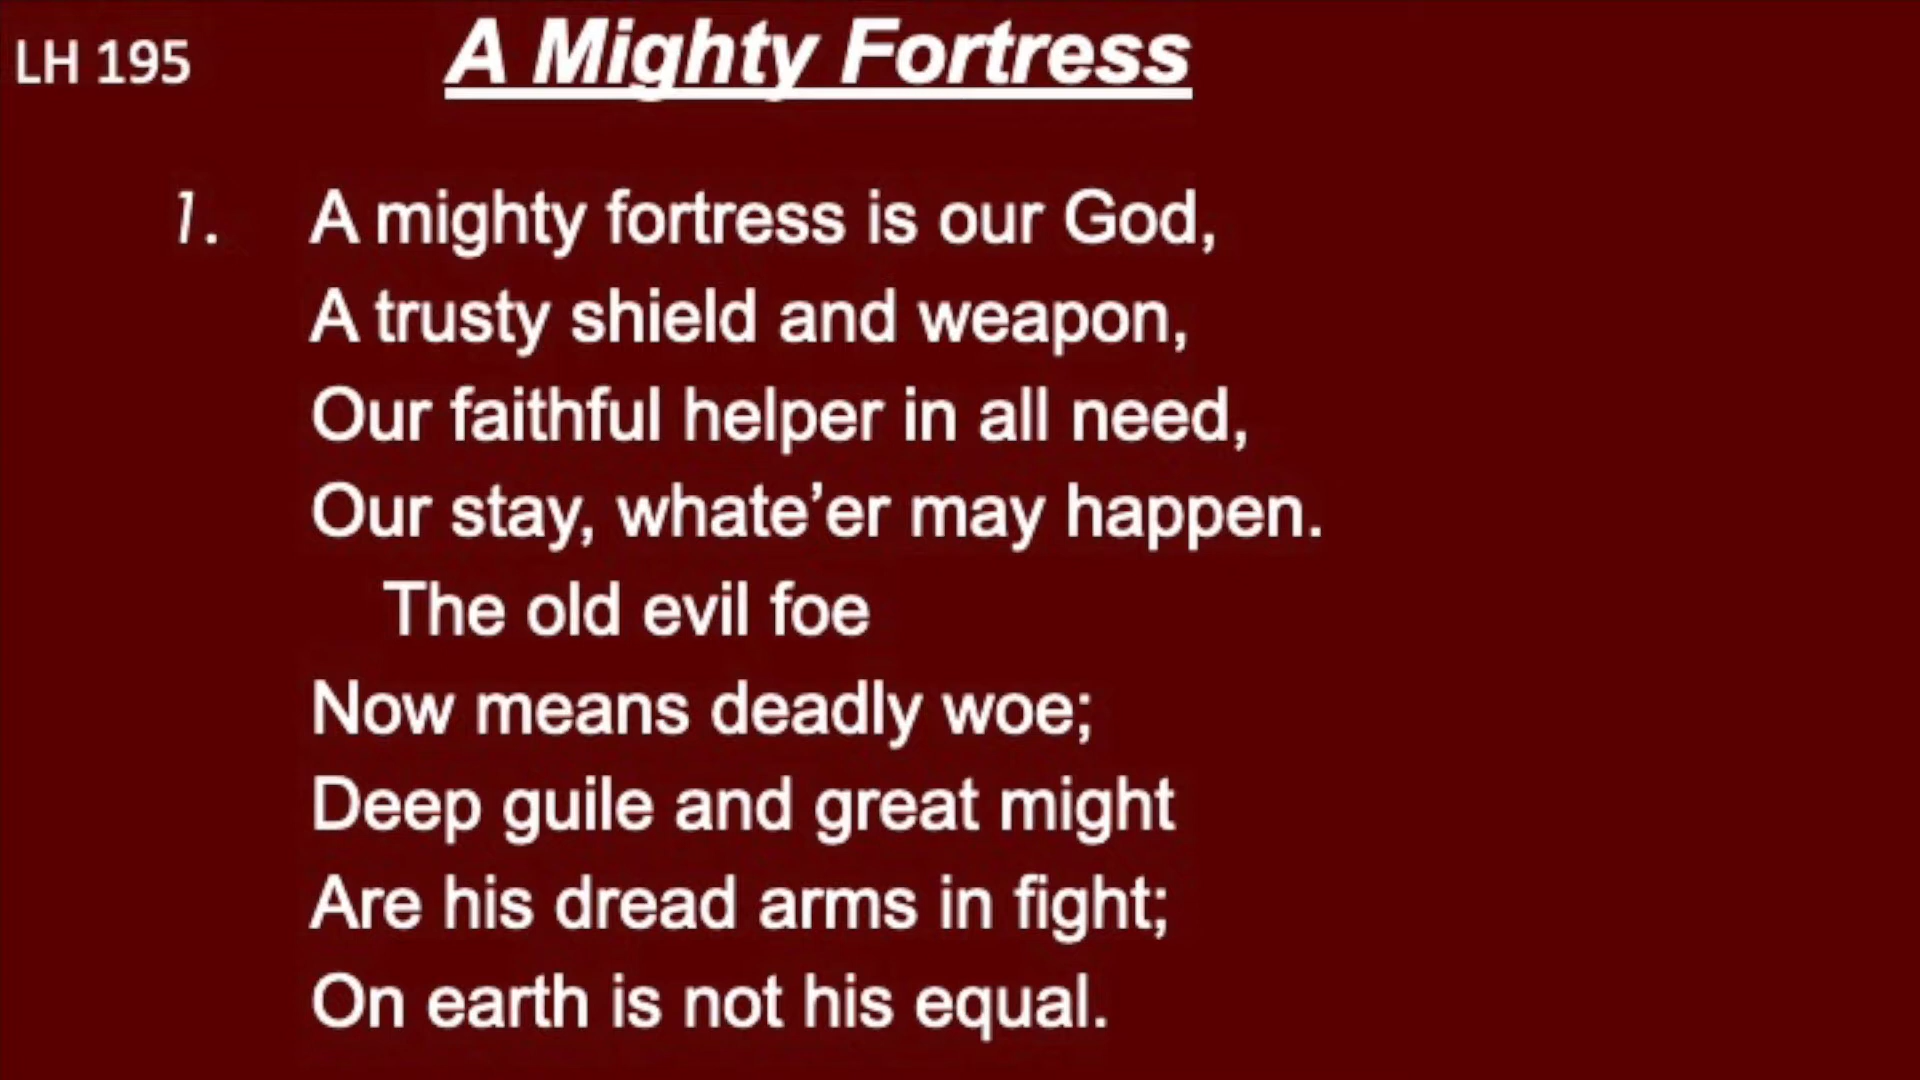 LH 195 A Mighty Fortress
1. A mighty fortress is our God,
A trusty shield and weapon,
Our faithful helper in all need,
Our stay, whate’er may happen.
The old evil foe
Now means deadly woe;
Deep guile and great might
Are his dread arms in fight;
On earth is not his equal.